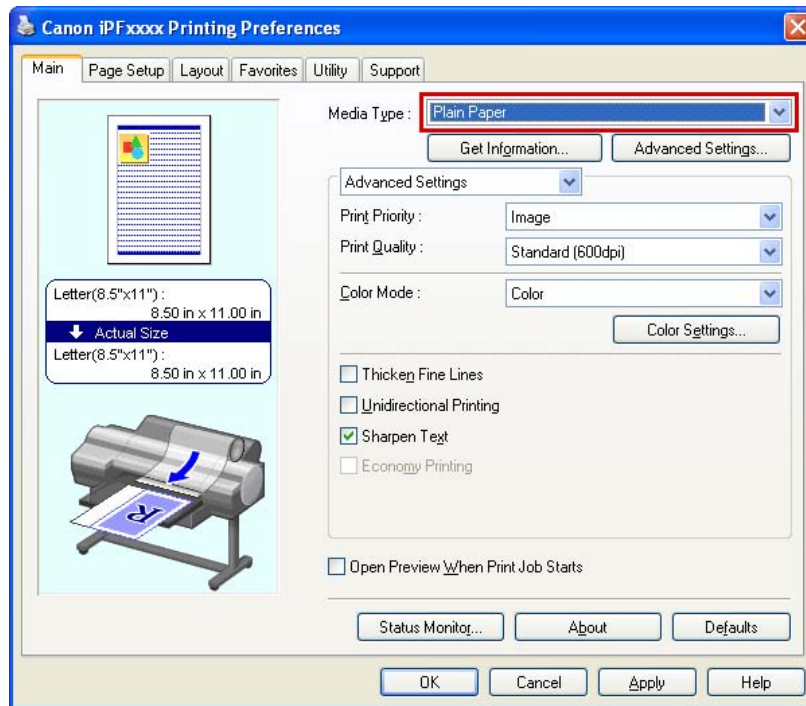 Canon iPFxxxx Printing Preferences
Main Page Setup Layout Favorites Utility Support
Media Type : Plain Paper
Get Information... Advanced Settings...
Advanced Settings
Print Priority : Image
Print Quality : Standard (600dpi)
Color Mode : Color
Color Settings...
Letter(8.5"x11") :
8.50 in x 11.00 in
Actual Size
Letter(8.5"x11") :
8.50 in x 11.00 in
Thicken Fine Lines
Unidirectional Printing
Sharpen Text
Economy Printing
R
Open Preview When Print Job Starts
Status Monitor... About Defaults
OK Cancel Apply Help